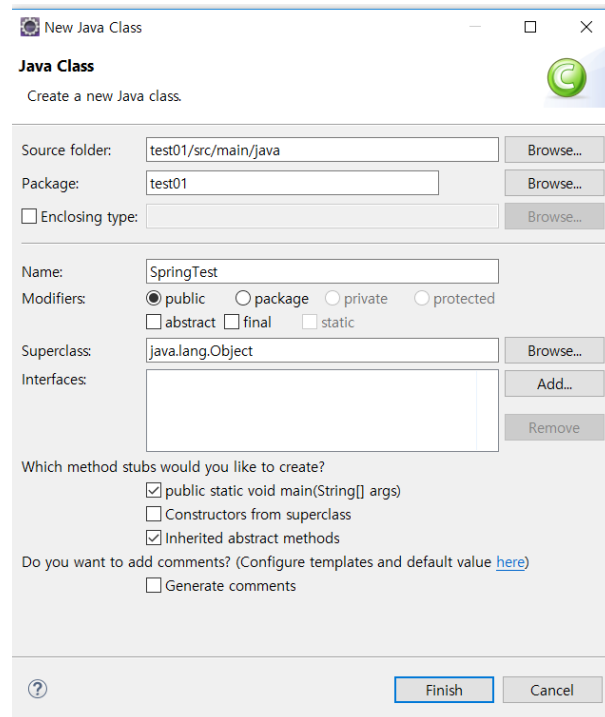 New Java Class
Java Class
Create a new Java class.
C
Source folder: test01/src/main/java Browse...
Package: test01 Browse...
Enclosing type: Browse...
Name: SpringTest
Modifiers: public package private protected
abstract final static
Superclass: java.lang.Object Browse...
Interfaces: Add...
Remove
Which method stubs would you like to create?
public static void main(String[] args)
Constructors from superclass
Inherited abstract methods
Do you want to add comments? (Configure templates and default value here)
Generate comments
? Finish Cancel